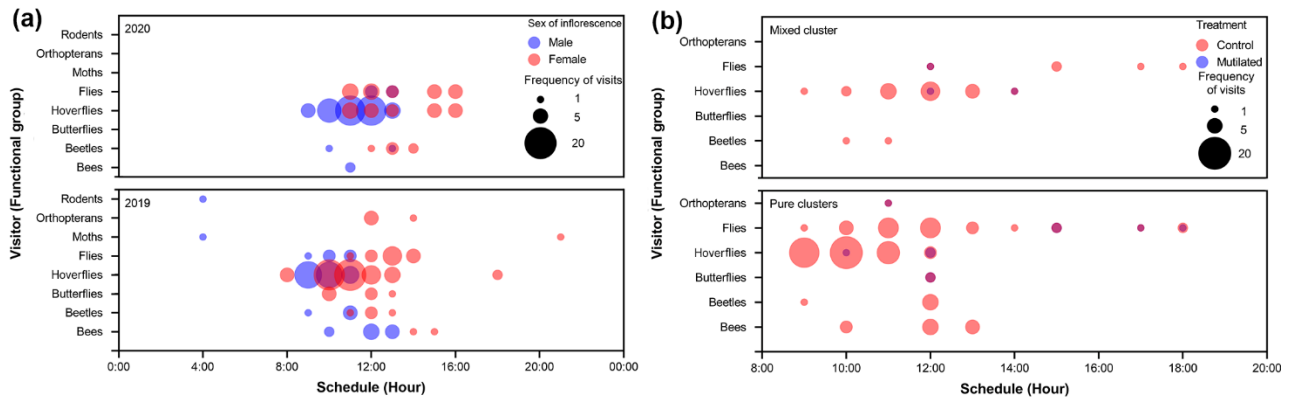 (a)
2020
Sex of inflorescence
Male
Female
Frequency of visits
1
5
20
Rodents
Orthopterans
Moths
Flies
Hoverflies
Butterflies
Beetles
Bees
2019
Rodents
Orthopterans
Moths
Flies
Hoverflies
Butterflies
Beetles
Bees
Visitor (Functional group)
0:00
4:00
8:00
12:00
16:00
20:00
00:00
Schedule (Hour)
(b)
Mixed cluster
Treatment
Control
Mutilated
Frequency
of visits
1
5
20
Orthopterans
Flies
Hoverflies
Butterflies
Beetles
Bees
Pure clusters
Orthopterans
Flies
Hoverflies
Butterflies
Beetles
Bees
Visitor (Functional group)
8:00
10:00
12:00
14:00
16:00
18:00
20:00
Schedule (Hour)